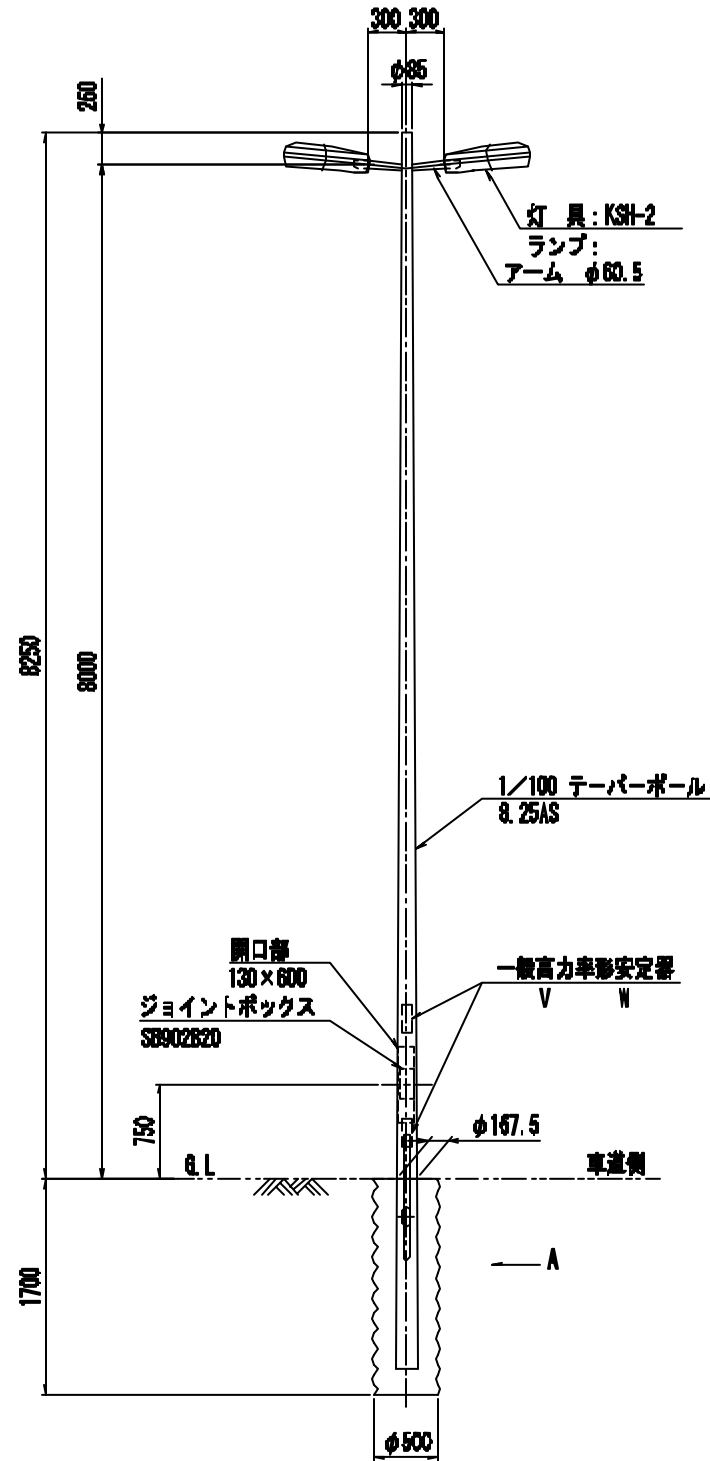 300 300
φ85
250
灯 具：KSH-2
ランプ：
アーム φ60.5
8250
8000
1／100 テーパーポール
8.25AS
開口部
130×600
一般高力率形安定器
V W
ジョイントボックス
SB902B20
750
φ167.5
G.L
車道側
A
1700
φ500